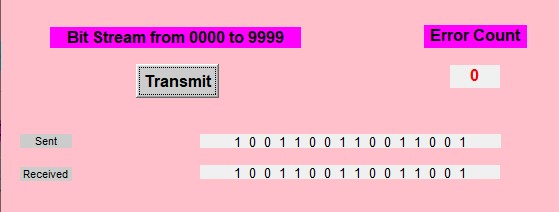 Bit Stream from 0000 to 9999
Error Count
Transmit
0
Sent
1 0 0 1 1 0 0 1 1 0 0 1 1 0 0 1
Received
1 0 0 1 1 0 0 1 1 0 0 1 1 0 0 1